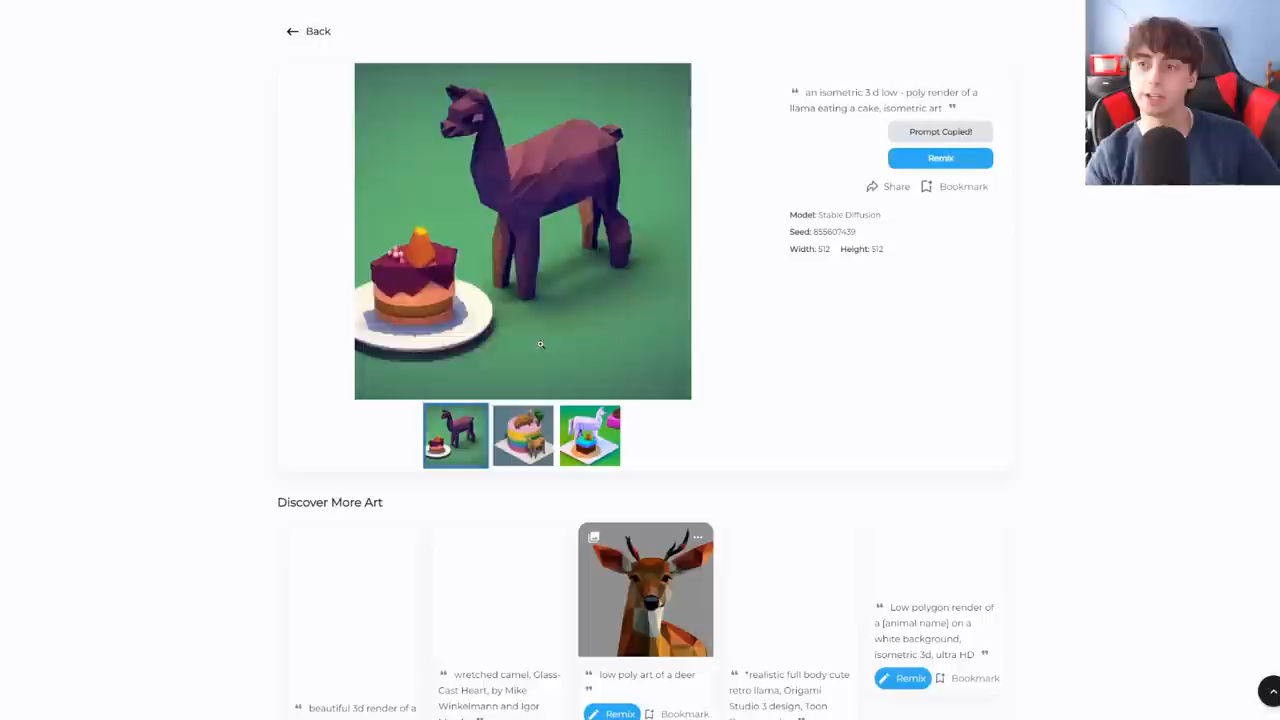 Back
❝ an isometric 3 d low - poly render of a
llama eating a cake, isometric art ❞
Prompt Copied!
Remix
Share
Bookmark
Model: Stable Diffusion
Seed: 855607439
Width: 512 Height: 512
Discover More Art
❝ beautiful 3d render of a
❝ wretched camel, Glass-
Cast Heart, by Mike
Winkelmann and Igor
❝ low poly art of a deer
❞
Remix
Bookmark
❝ "realistic full body cute
retro llama, Origami
Studio 3 design, Toon
❝ Low polygon render of
a [animal name] on a
white background,
isometric 3d, ultra HD ❞
Remix
Bookmark